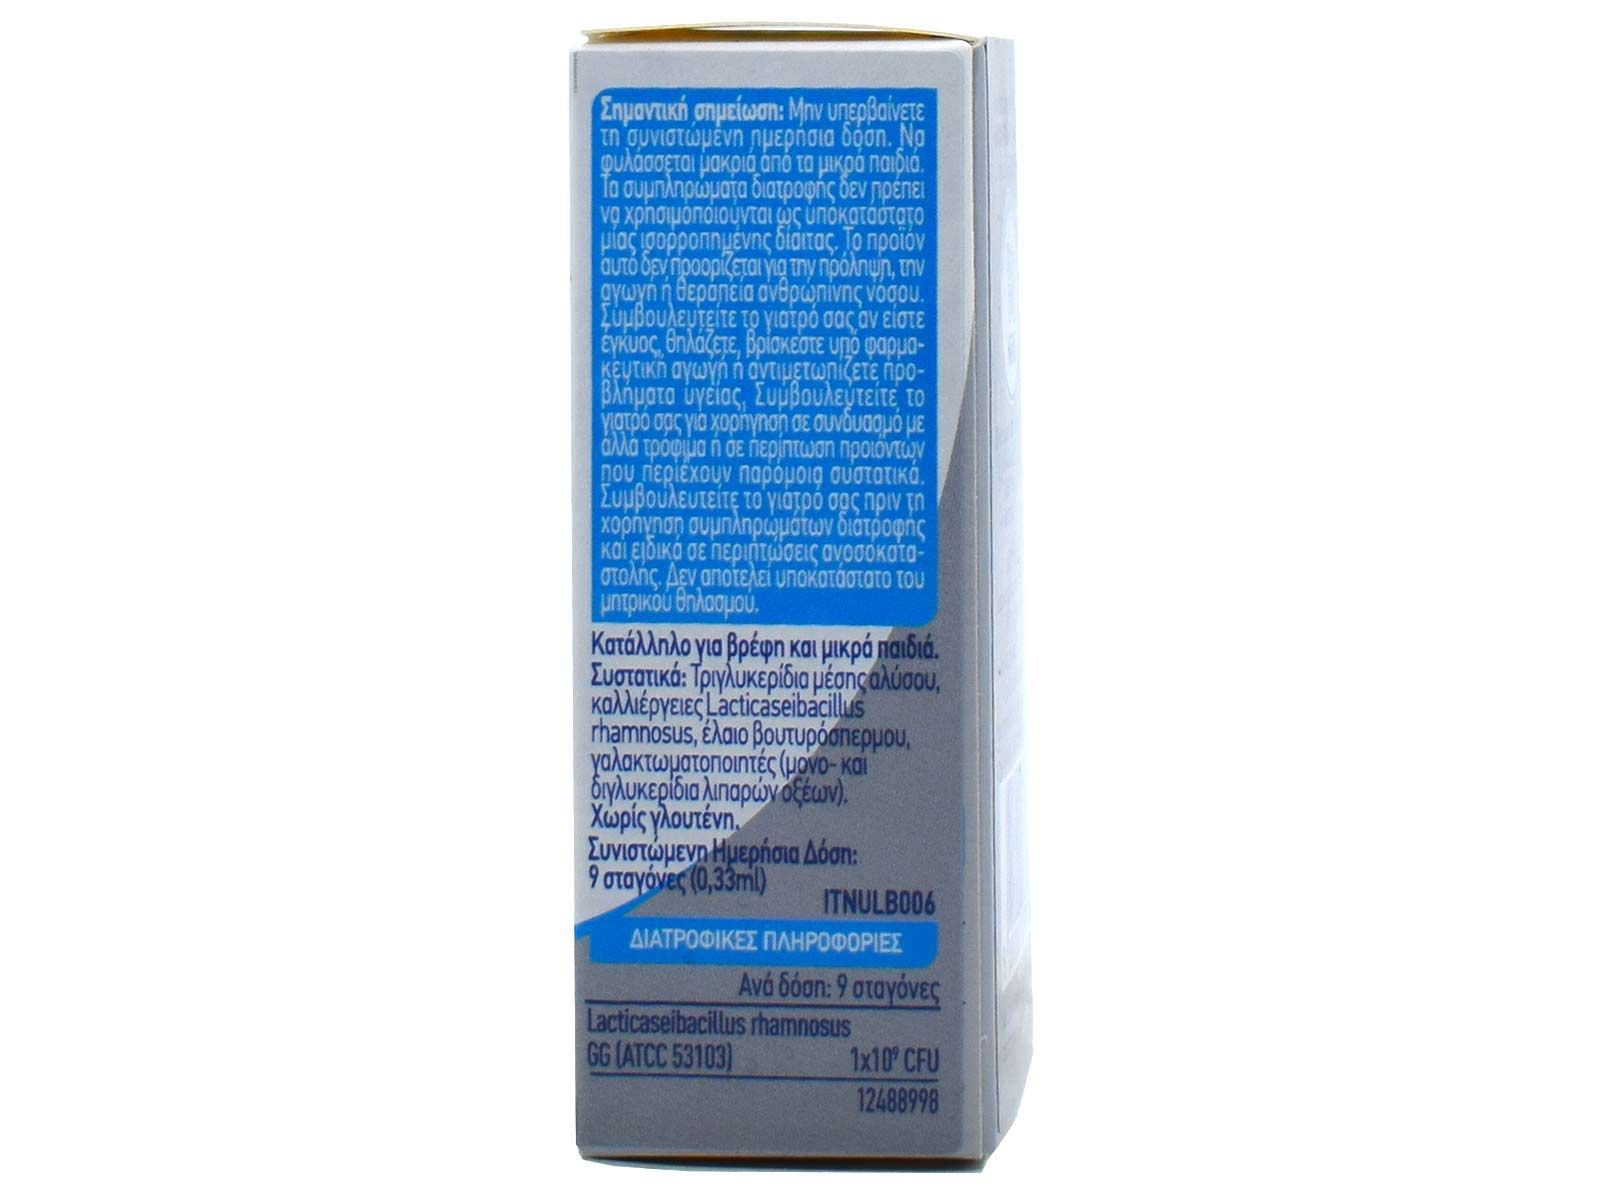 Σημαντική σημείωση: Μην υπερβαίνετε
τη συνιστώμενη ημερήσια δόση. Να
φυλάσσεται μακριά από τα μικρά παιδιά.
Τα συμπληρωματα διατροφής δεν πρέπει
να χρησιμοποιούνται ως υποκατάστατο
μίας ισορροπημένης δίαιτας. Το προϊόν
αυτό δεν προορίζεται για την πρόληψη, την
αγωγή ή θεραπεία ανθρώπινης νόσου.
Συμβουλευτείτε το γιατρό σας αν είστε
έγκυος, θηλάζετε, βρίσκεστε υπό φαρμα-
κευτική αγωγή ή αντιμετωπίζετε προ-
βλήματα υγείας. Συμβουλευτείτε το
γιατρό σας για χορήγηση σε συνδυασμό με
άλλα τρόφιμα ή σε περίπτωση προϊόντων
που περιέχουν παρόμοια συστατικά.
Συμβουλευτείτε το γιατρό σας πριν τη
χορήγηση συμπληρωμάτων διατροφής
και ειδικά σε περιπτώσεις ανοσοκατα-
στολής. Δεν αποτελεί υποκατάστατο του
μητρικού θηλασμού.
Κατάλληλο για βρέφη και μικρά παιδιά.
Συστατικά: Τριγλυκερίδια μέσης αλύσου,
καλλιέργειες Lacticaseibacillus
rhamnosus, έλαιο βουτυρόσπερμου,
γαλακτωματοποιητές (μονο- και
διγλυκερίδια λιπαρών οξέων).
Χωρίς γλουτένη.
Συνιστώμενη Ημερήσια Δόση:
9 σταγόνες (0,33ml)
ITNULB006
ΔΙΑΤΡΟΦΙΚΕΣ ΠΛΗΡΟΦΟΡΙΕΣ
Ανά δόση: 9 σταγόνες
Lacticaseibacillus rhamnosus
GG (ATCC 53103) 1x10⁹ CFU
12488998